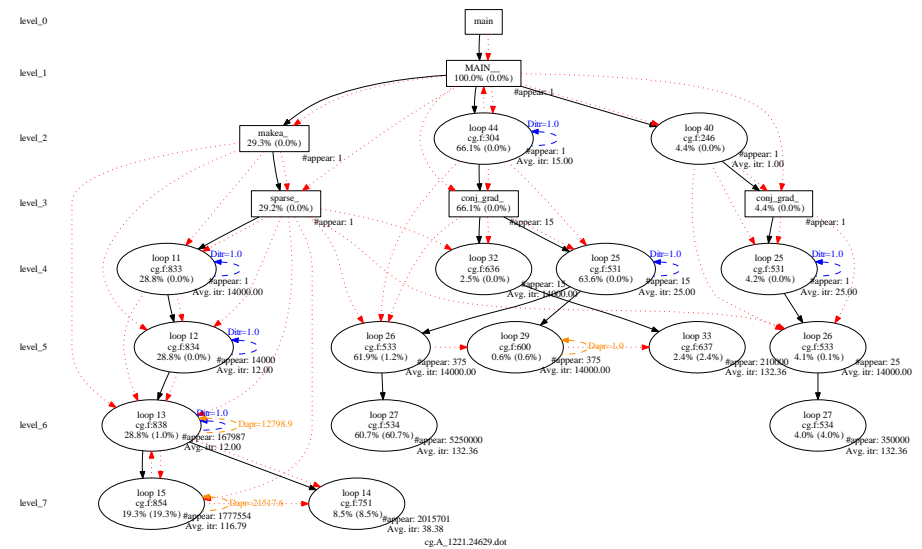 level_0
main
level_1
MAIN__
100.0% (0.0%)
#appear: 1
level_2
makea_
29.3% (0.0%)
#appear: 1
loop 44
cg.f:304
66.1% (0.0%)
Ditr=1.0
#appear: 1
Avg. itr: 15.00
loop 40
cg.f:246
4.4% (0.0%)
#appear: 1
Avg. itr: 1.00
level_3
sparse_
29.2% (0.0%)
#appear: 1
conj_grad_
66.1% (0.0%)
#appear: 15
conj_grad_
4.4% (0.0%)
#appear: 1
level_4
loop 11
cg.f:833
28.8% (0.0%)
Ditr=1.0
#appear: 1
Avg. itr: 14000.00
loop 32
cg.f:636
2.5% (0.0%)
#appear: 15
Avg. itr: 14000.00
loop 25
cg.f:531
63.6% (0.0%)
Ditr=1.0
#appear: 15
Avg. itr: 25.00
loop 25
cg.f:531
4.2% (0.0%)
Ditr=1.0
#appear: 1
Avg. itr: 25.00
level_5
loop 12
cg.f:834
28.8% (0.0%)
Ditr=1.0
#appear: 14000
Avg. itr: 12.00
loop 26
cg.f:533
61.9% (1.2%)
#appear: 375
Avg. itr: 14000.00
loop 29
cg.f:600
0.6% (0.6%)
Dapr=1.0
#appear: 375
Avg. itr: 14000.00
loop 33
cg.f:637
2.4% (2.4%)
#appear: 210000
Avg. itr: 132.36
loop 26
cg.f:533
4.1% (0.1%)
#appear: 25
Avg. itr: 14000.00
level_6
loop 13
cg.f:838
28.8% (1.0%)
Ditr=1.0
Dapr=12798.9
#appear: 167987
Avg. itr: 12.00
loop 27
cg.f:534
60.7% (60.7%)
#appear: 5250000
Avg. itr: 132.36
loop 27
cg.f:534
4.0% (4.0%)
#appear: 350000
Avg. itr: 132.36
level_7
loop 15
cg.f:854
19.3% (19.3%)
Dapr=21517.6
#appear: 1777554
Avg. itr: 116.79
loop 14
cg.f:751
8.5% (8.5%)
#appear: 2015701
Avg. itr: 38.38
cg.A_1221.24629.dot